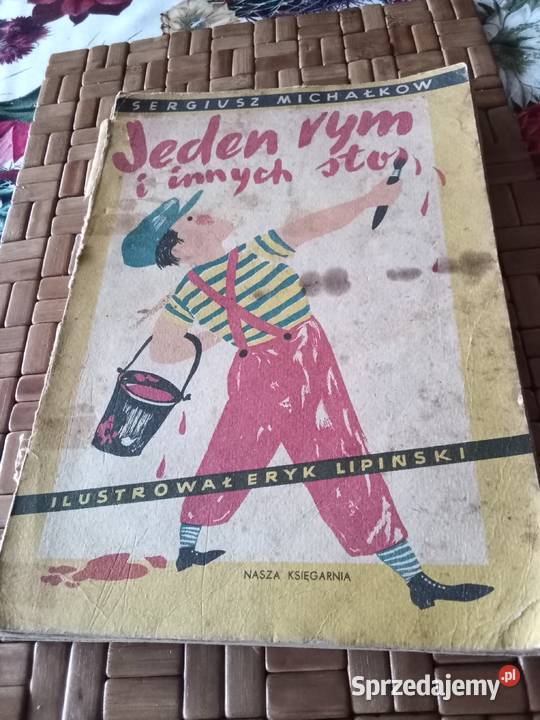 SERGIUSZ MICHAŁKOW
Jeden rym
i innych sto
ILUSTROWAŁ ERYK LIPIŃSKI
NASZA KSIĘGARNIA
Sprzedajemy.pl